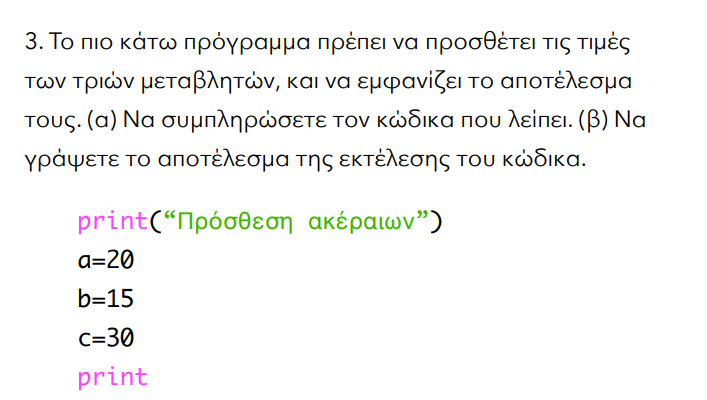 3. Το πιο κάτω πρόγραμμα πρέπει να προσθέτει τις τιμές
των τριών μεταβλητών, και να εμφανίζει το αποτέλεσμα
τους. (α) Να συμπληρώσετε τον κώδικα που λείπει. (β) Να
γράψετε το αποτέλεσμα της εκτέλεσης του κώδικα.
print(“Πρόσθεση ακέραιων”)
a=20
b=15
c=30
print